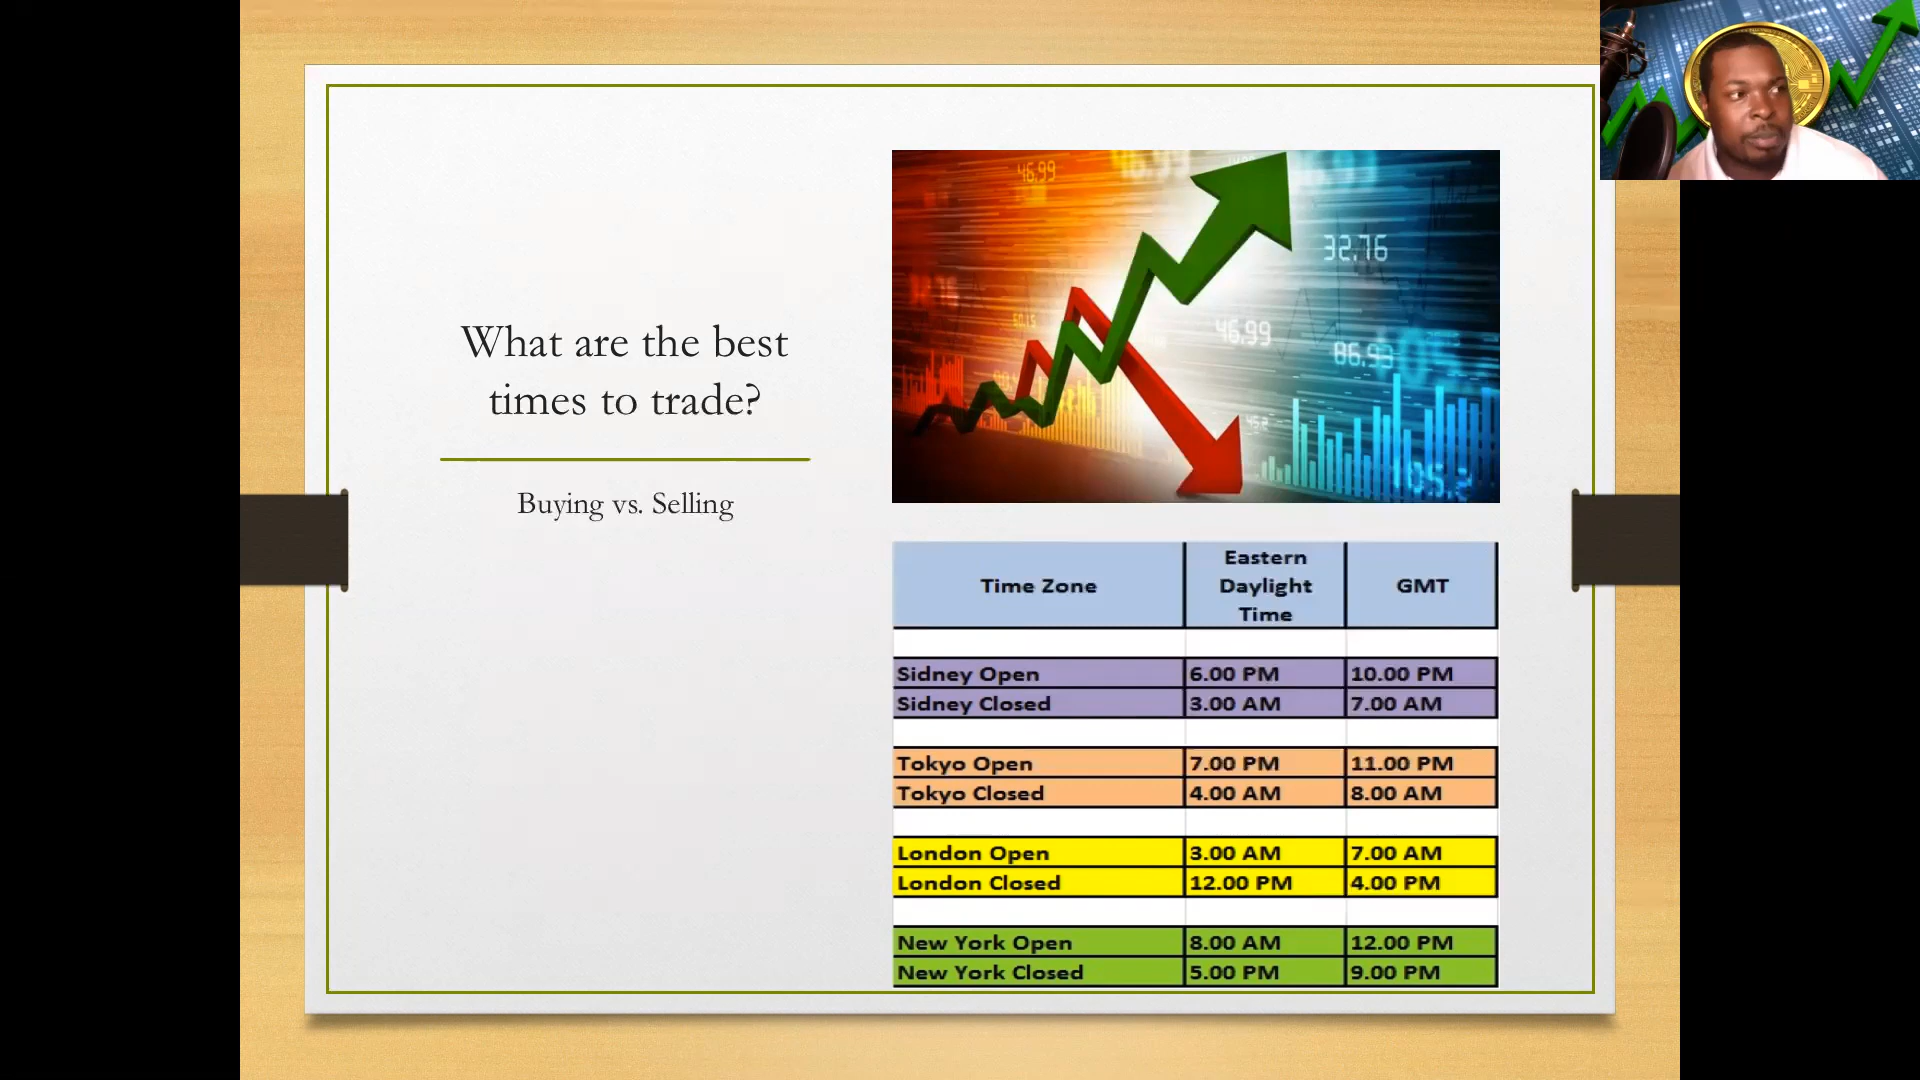 What are the best
times to trade?
Buying vs. Selling
46.99
32.76
46.99
86.93
Time Zone
Eastern
Daylight
Time
GMT
Sidney Open 6.00 PM 10.00 PM
Sidney Closed 3.00 AM 7.00 AM
Tokyo Open 7.00 PM 11.00 PM
Tokyo Closed 4.00 AM 8.00 AM
London Open 3.00 AM 7.00 AM
London Closed 12.00 PM 4.00 PM
New York Open 8.00 AM 12.00 PM
New York Closed 5.00 PM 9.00 PM